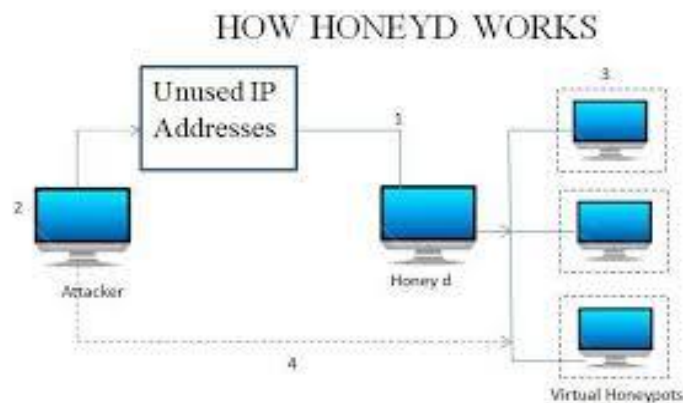 HOW HONEYD WORKS
Unused IP
Addresses
1
3
2
Attacker
Honey d
4
Virtual Honeypots